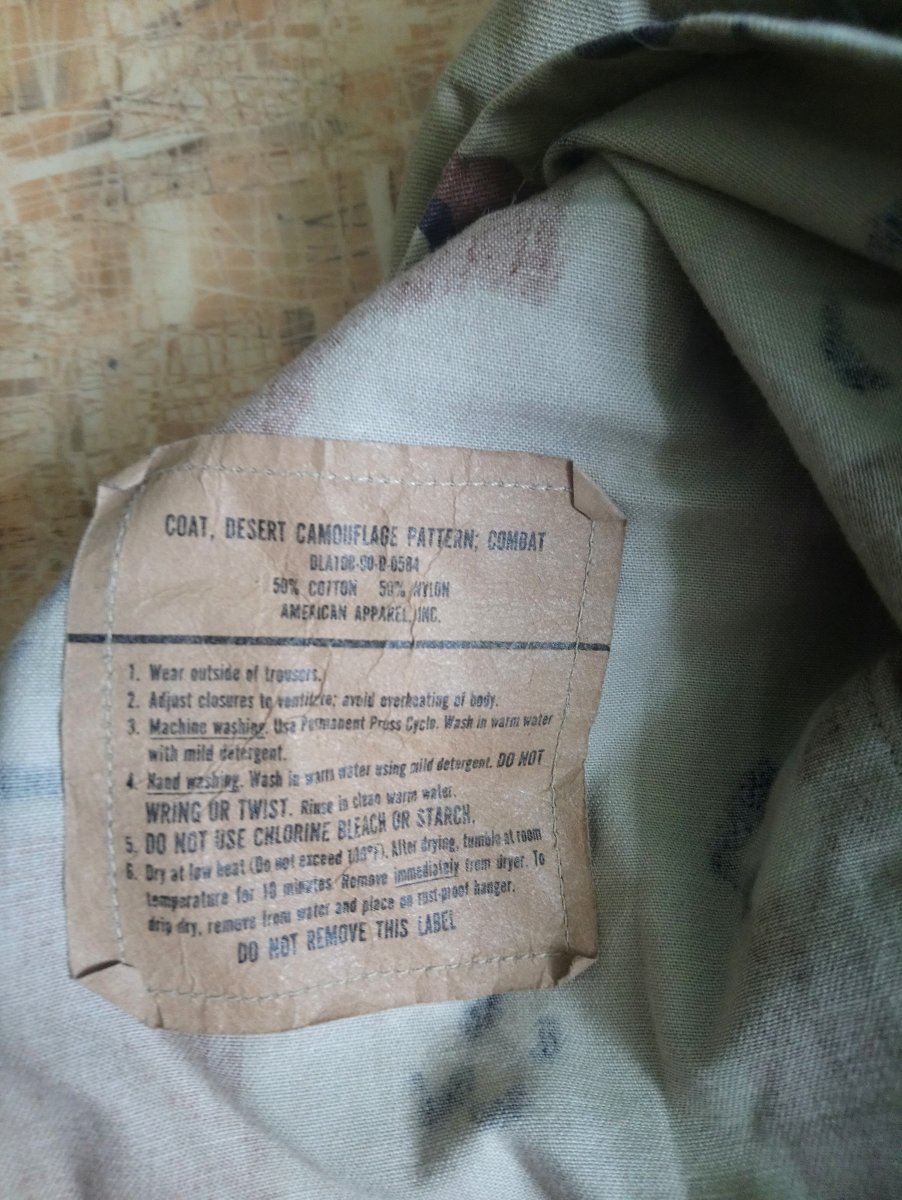 COAT, DESERT CAMOUFLAGE PATTERN: COMBAT
DLA100-90-D-0584
50% COTTON 50% NYLON
AMERICAN APPAREL, INC.
1. Wear outside of trousers.
2. Adjust closures to ventilate; avoid overheating of body.
3. Machine washing. Use Permanent Press Cycle. Wash in warm water
with mild detergent.
4. Hand washing. Wash in warm water using mild detergent. DO NOT
WRING OR TWIST. Rinse in clean warm water.
5. DO NOT USE CHLORINE BLEACH OR STARCH.
6. Dry at low heat (Do not exceed After drying, tumble at room
temperature for 10 minutes. Remove immediately from dryer. To
drip dry, remove from water and place on rust-proof hanger.
DO NOT REMOVE THIS LABEL